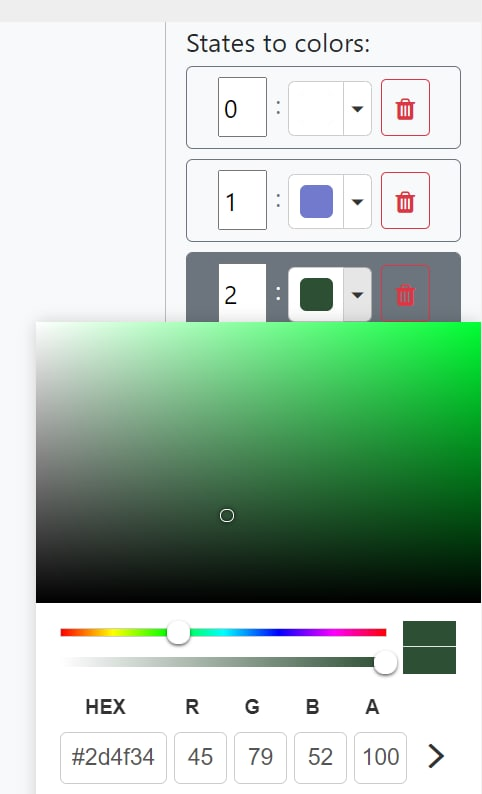 States to colors:
0 :
1 :
2 :
HEX R G B A
#2d4f34 45 79 52 100